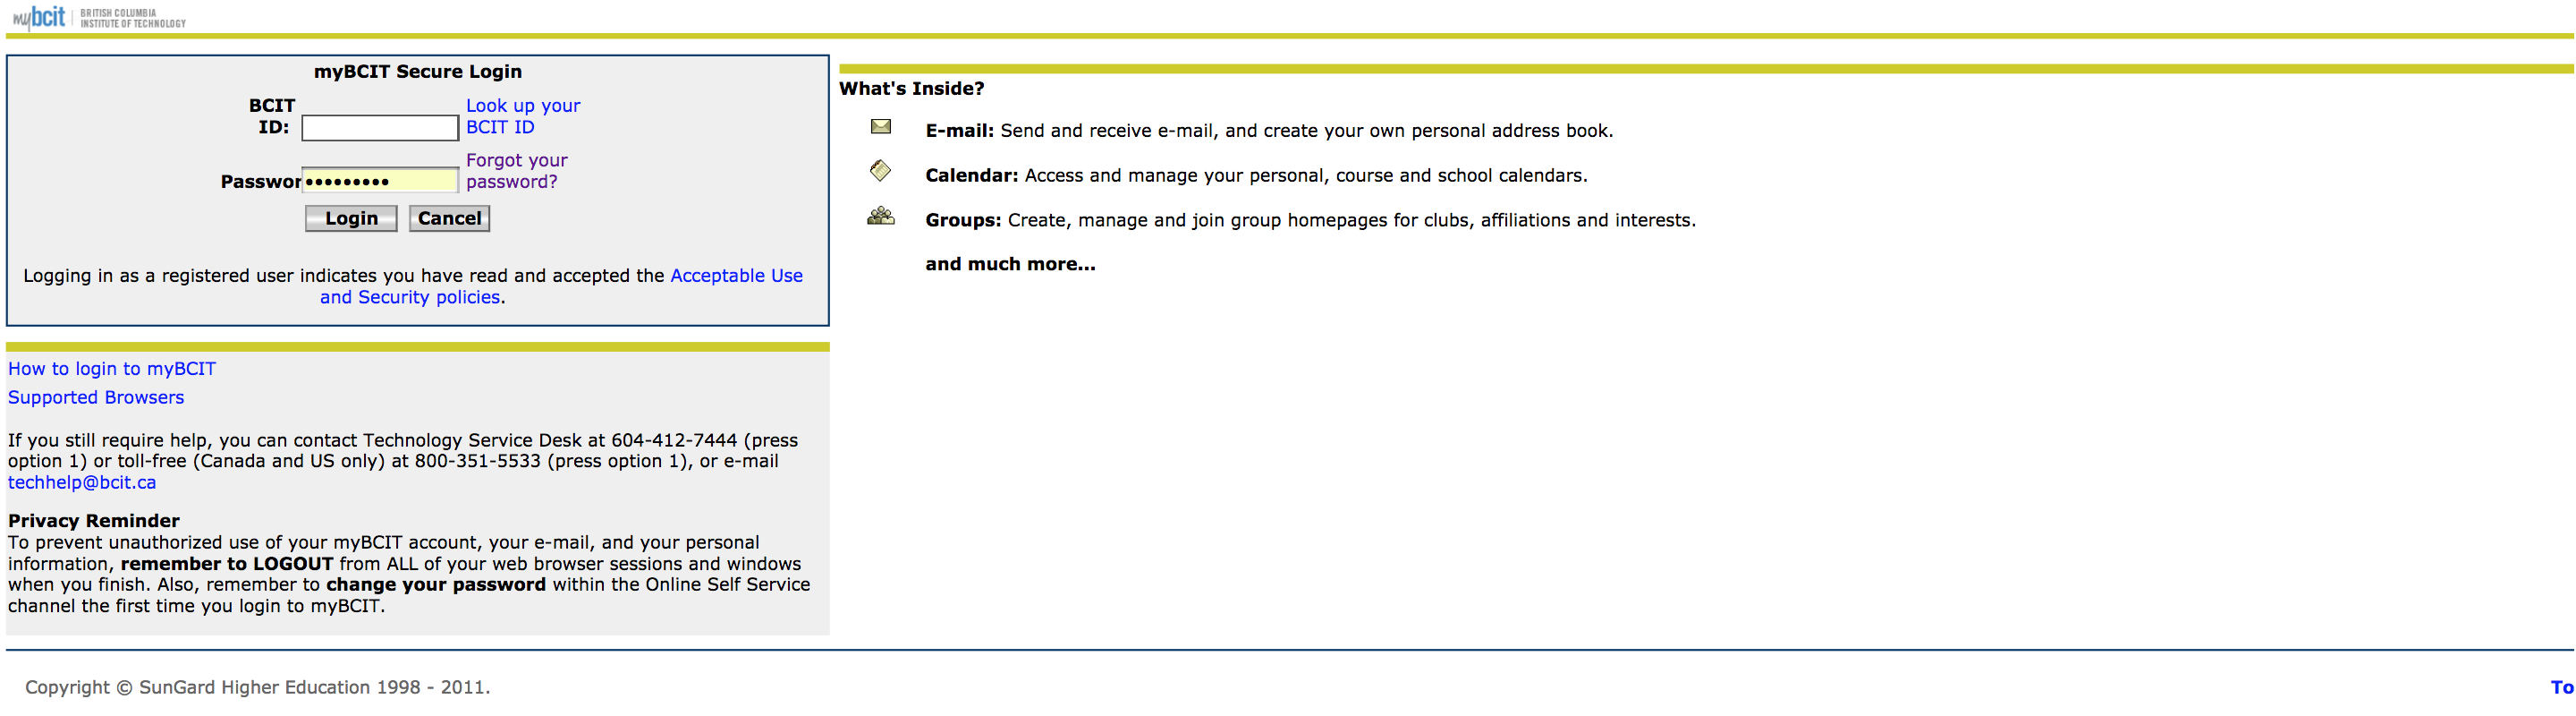 mybcit BRITISH COLUMBIA
INSTITUTE OF TECHNOLOGY
myBCIT Secure Login
BCIT
ID:
Look up your
BCIT ID
Passwor
•••••••••
Forgot your
password?
Login Cancel
Logging in as a registered user indicates you have read and accepted the Acceptable Use
and Security policies.
How to login to myBCIT
Supported Browsers
If you still require help, you can contact Technology Service Desk at 604-412-7444 (press
option 1) or toll-free (Canada and US only) at 800-351-5533 (press option 1), or e-mail
techhelp@bcit.ca
Privacy Reminder
To prevent unauthorized use of your myBCIT account, your e-mail, and your personal
information, remember to LOGOUT from ALL of your web browser sessions and windows
when you finish. Also, remember to change your password within the Online Self Service
channel the first time you login to myBCIT.
What's Inside?
E-mail: Send and receive e-mail, and create your own personal address book.
Calendar: Access and manage your personal, course and school calendars.
Groups: Create, manage and join group homepages for clubs, affiliations and interests.
and much more...
Copyright © SunGard Higher Education 1998 - 2011.
To